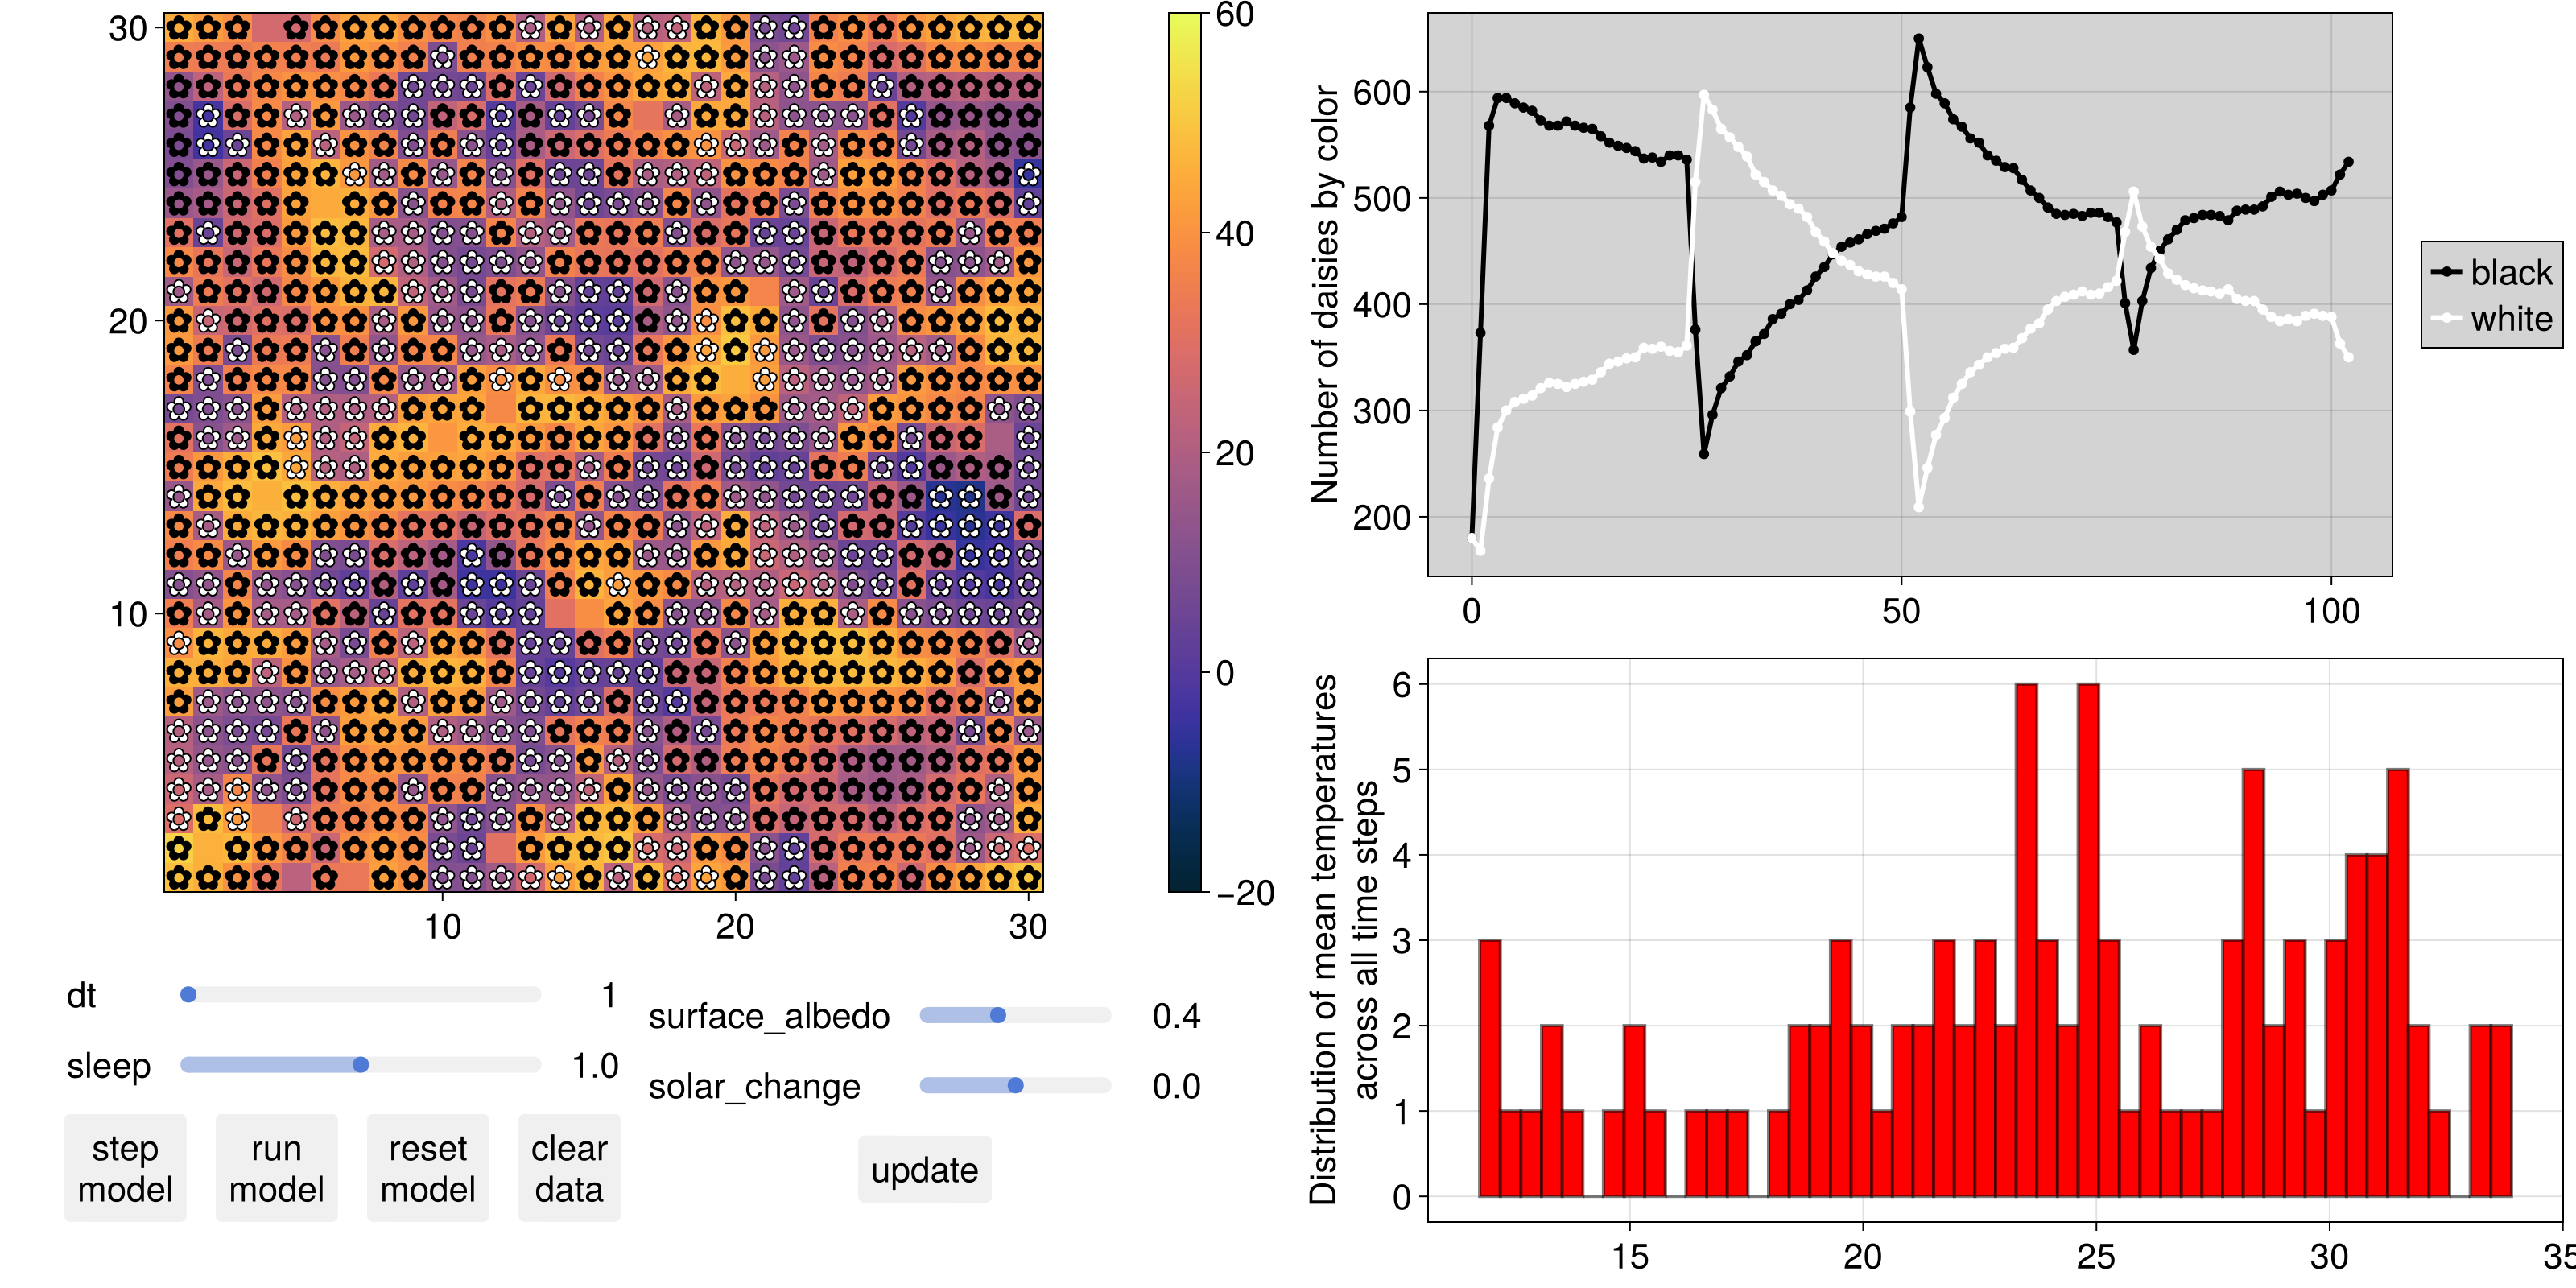 30
20
10
10
20
30
60
40
20
0
−20
Number of daisies by color
600
500
400
300
200
0
50
100
black
white
Distribution of mean temperatures
across all time steps
6
5
4
3
2
1
0
15
20
25
30
35
dt
1
sleep
1.0
surface_albedo
0.4
solar_change
0.0
step
model
run
model
reset
model
clear
data
update